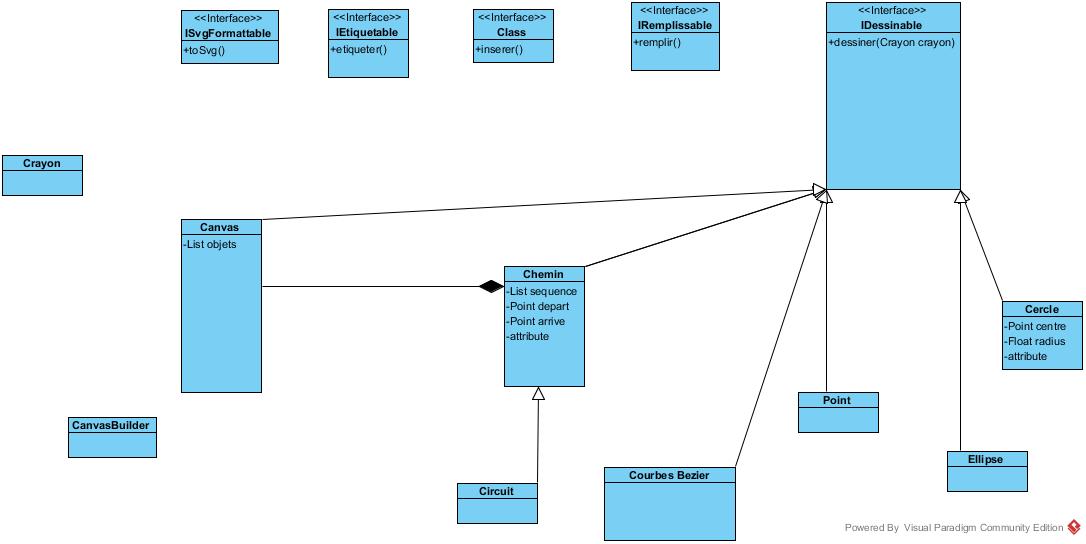 <<Interface>>
ISvgFormattable
+toSvg()
<<Interface>>
IEtiquetable
+etiqueter()
<<Interface>>
Class
+inserer()
<<Interface>>
IRemplissable
+remplir()
<<Interface>>
IDessinable
+dessiner(Crayon crayon)
Crayon
Canvas
-List objets
Chemin
-List sequence
-Point depart
-Point arrive
-attribute
Cercle
-Point centre
-Float radius
-attribute
Point
CanvasBuilder
Ellipse
Courbes Bezier
Circuit
Powered By Visual Paradigm Community Edition